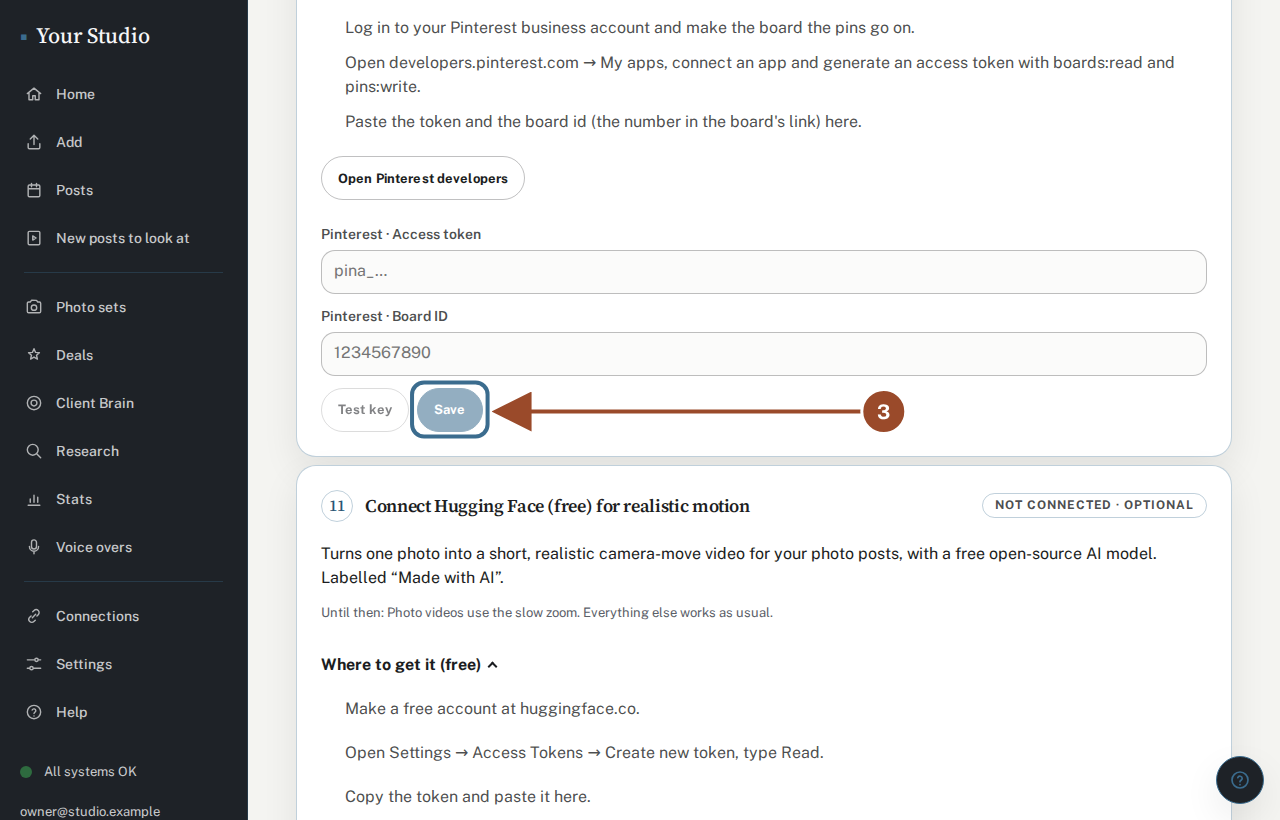 Your Studio
Home
Add
Posts
New posts to look at
Photo sets
Deals
Client Brain
Research
Stats
Voice overs
Connections
Settings
Help
All systems OK
owner@studio.example
Log in to your Pinterest business account and make the board the pins go on.
Open developers.pinterest.com → My apps, connect an app and generate an access token with boards:read and
pins:write.
Paste the token and the board id (the number in the board's link) here.
Open Pinterest developers
Pinterest · Access token
pina_...
Pinterest · Board ID
1234567890
Test key
Save
3
11
Connect Hugging Face (free) for realistic motion
NOT CONNECTED · OPTIONAL
Turns one photo into a short, realistic camera-move video for your photo posts, with a free open-source AI model.
Labelled “Made with AI”.
Until then: Photo videos use the slow zoom. Everything else works as usual.
Where to get it (free)
Make a free account at huggingface.co.
Open Settings → Access Tokens → Create new token, type Read.
Copy the token and paste it here.